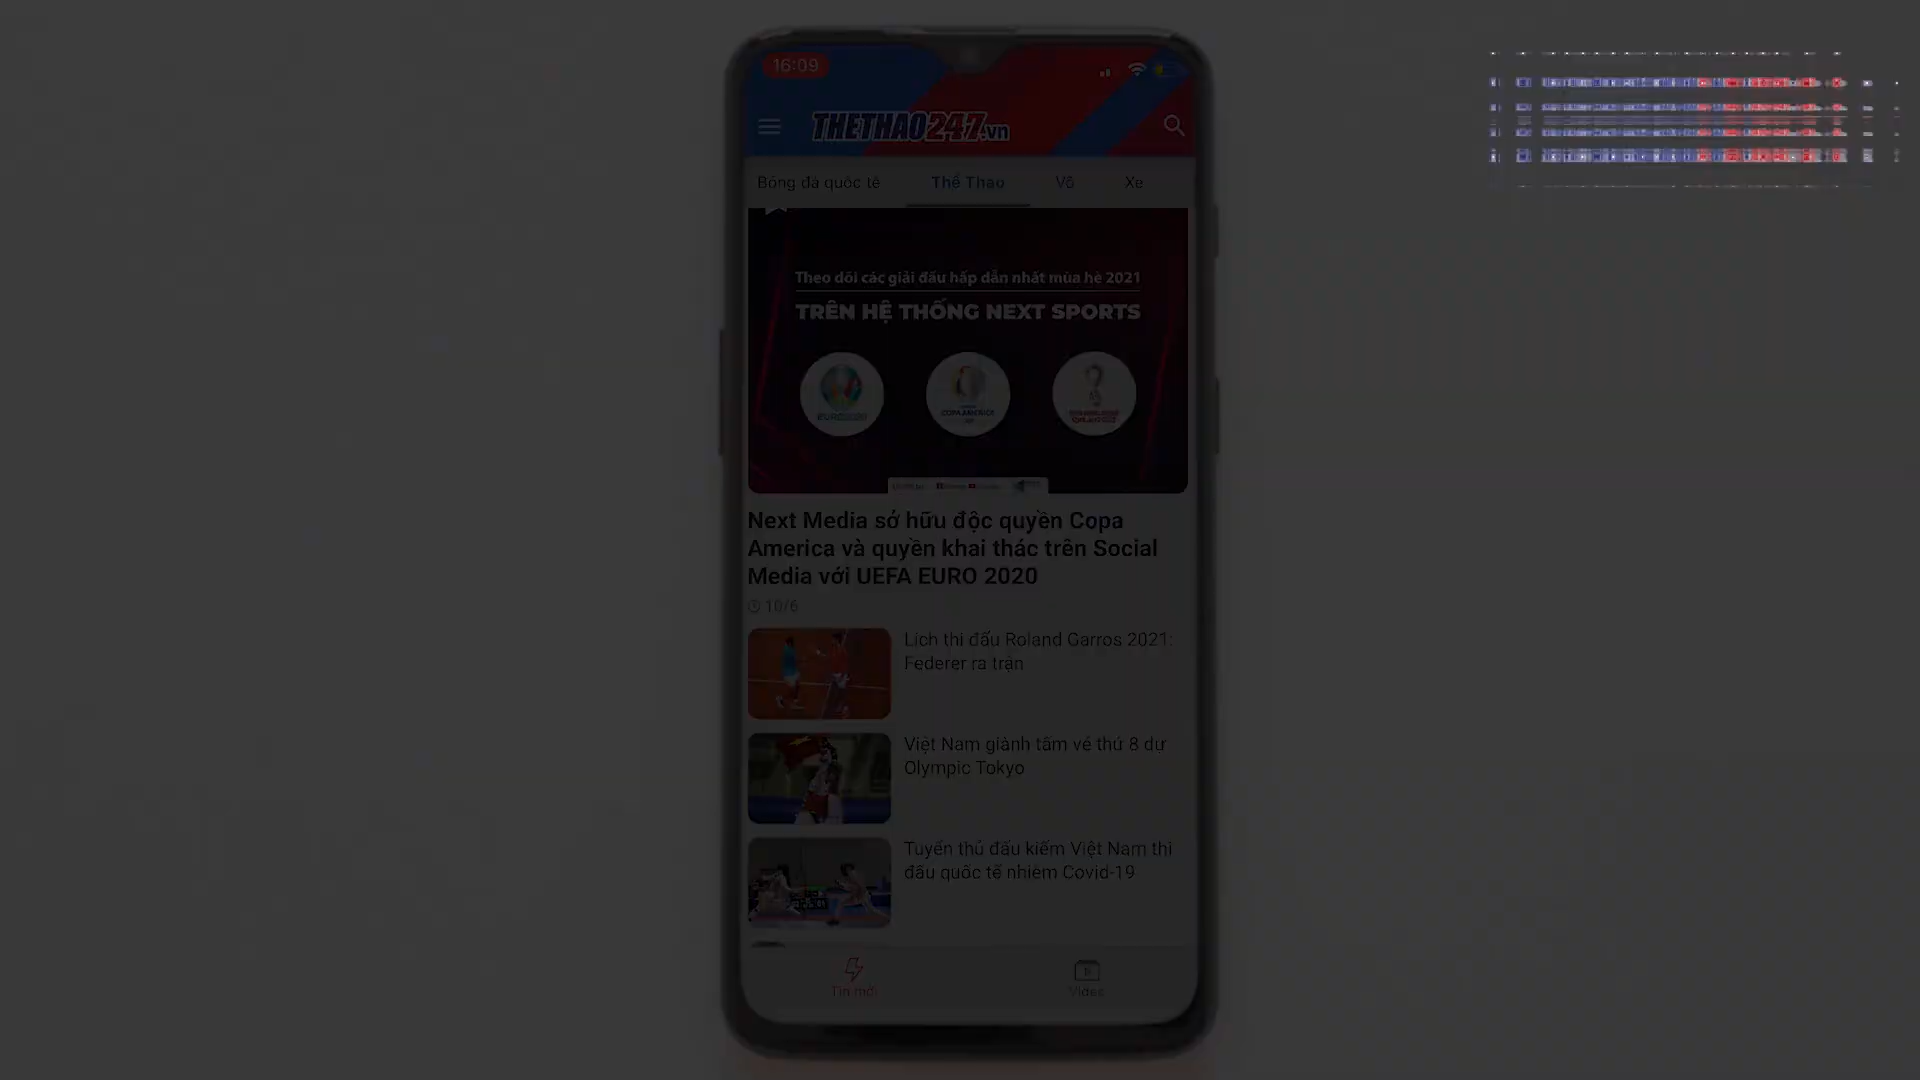 16:09
THETHAO247.vn
Bóng đá quốc tế
Thể Thao
Võ
Xe
Theo dõi các giải đấu hấp dẫn nhất mùa hè 2021
TRÊN HỆ THỐNG NEXT SPORTS
EURO2020
COPA AMERICA
Next Media sở hữu độc quyền Copa
America và quyền khai thác trên Social
Media với UEFA EURO 2020
10/6
Lịch thi đấu Roland Garros 2021:
Federer ra trận
Việt Nam giành tấm vé thứ 8 dự
Olympic Tokyo
Tuyển thủ đấu kiếm Việt Nam thi
đấu quốc tế nhiễm Covid-19
Tin mới
Video